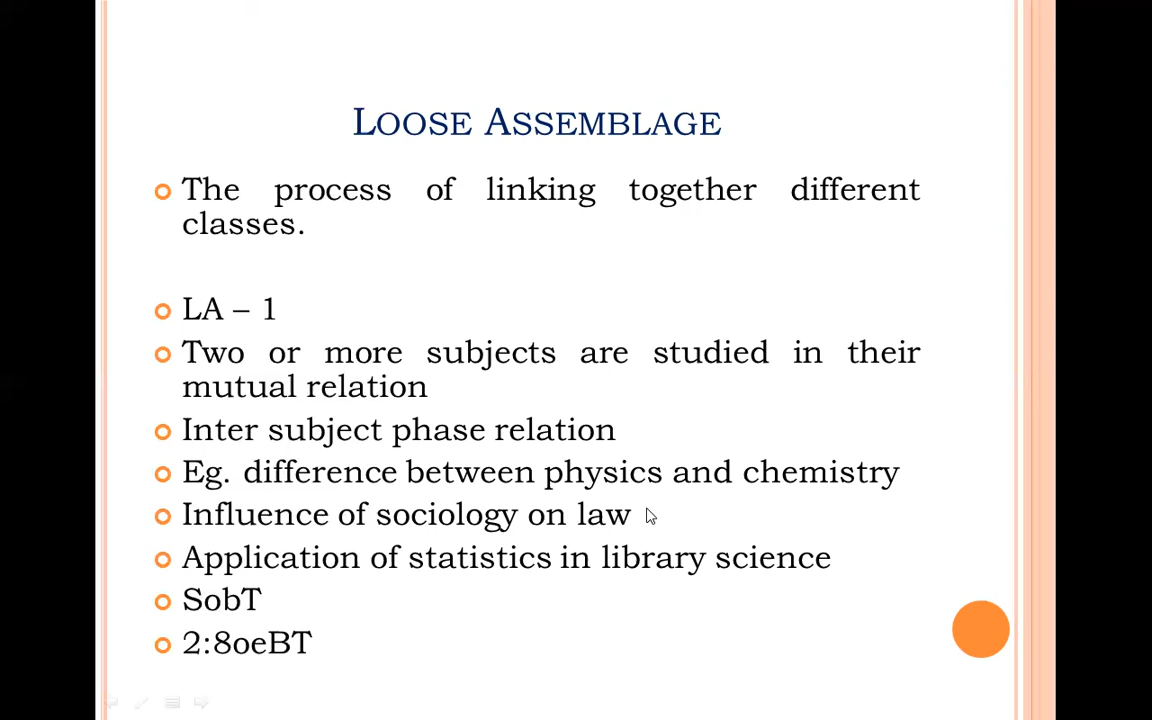 LOOSE ASSEMBLAGE
The process of linking together different
classes.
LA – 1
Two or more subjects are studied in their
mutual relation
Inter subject phase relation
Eg. difference between physics and chemistry
Influence of sociology on law
Application of statistics in library science
SobT
2:8oeBT